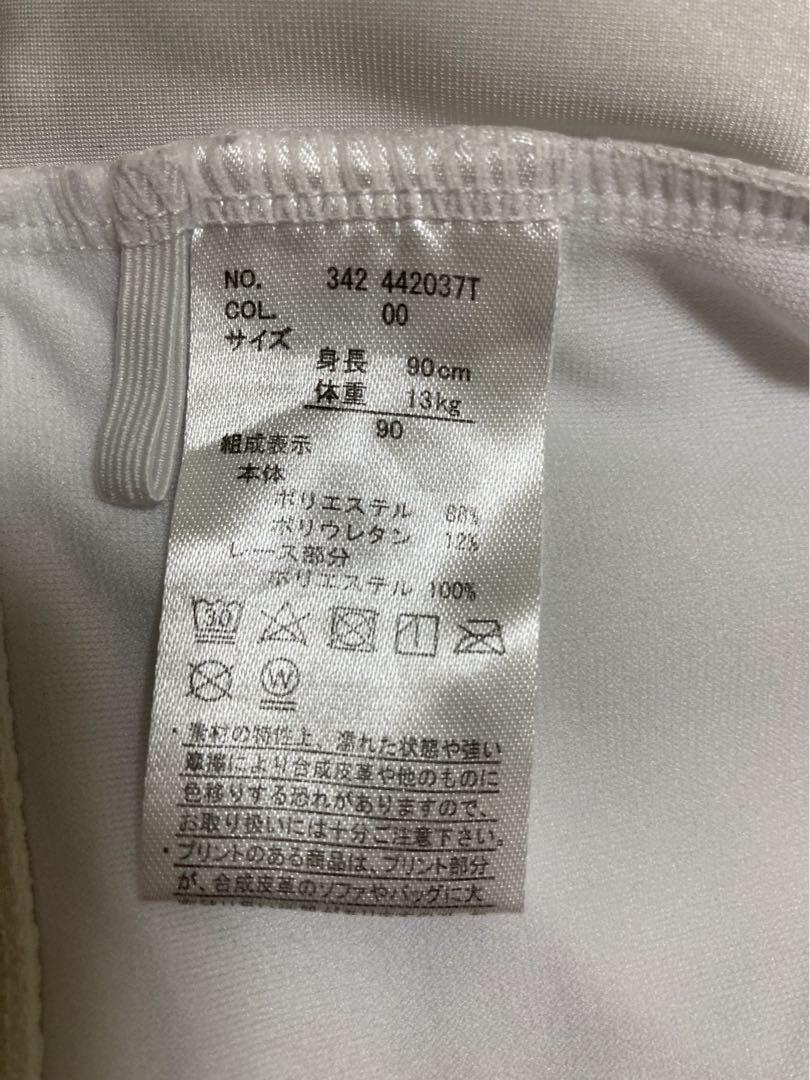 NO. 342 442037T
COL. 00
サイズ
身長 90cm
体重 13kg
90
組成表示
本体
ポリエステル 88%
ポリウレタン 12%
レース部分
ポリエステル 100%
30
W
・素材の特性上、濡れた状態や強い
摩擦により合成皮革や他のものに
色移りする恐れがありますので、
お取り扱いには十分ご注意下さい。
・プリントのある商品は、プリント部分
が、合成皮革のソファやバッグに大